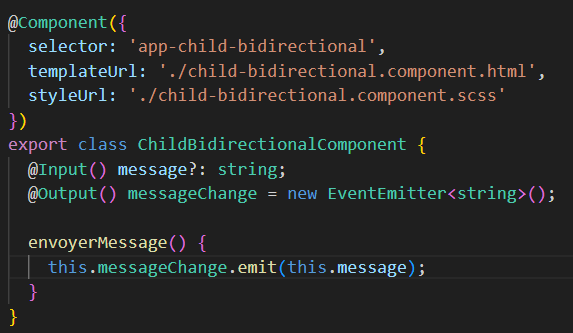 @Component({
  selector: 'app-child-bidirectional',
  templateUrl: './child-bidirectional.component.html',
  styleUrl: './child-bidirectional.component.scss'
})
export class ChildBidirectionalComponent {
  @Input() message?: string;
  @Output() messageChange = new EventEmitter<string>();

  envoyerMessage() {
    this.messageChange.emit(this.message);
  }
}